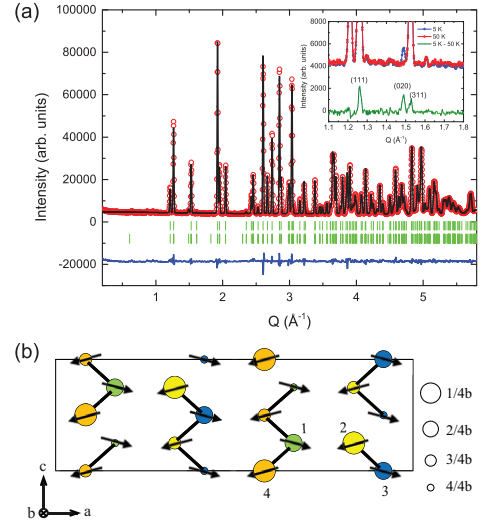 (a)
100000
80000
60000
40000
20000
0
-20000
Intensity (arb. units)
1
2
3
4
5
Q (Å⁻¹)
8000
6000
4000
2000
0
Intensity (arb. units)
5 K
50 K
5 K - 50 K
(111)
(020)
(311)
1.1 1.2 1.3 1.4 1.5 1.6 1.7 1.8
Q (Å⁻¹)
(b)
1
2
4
3
1/4b
2/4b
3/4b
4/4b
c
b
a